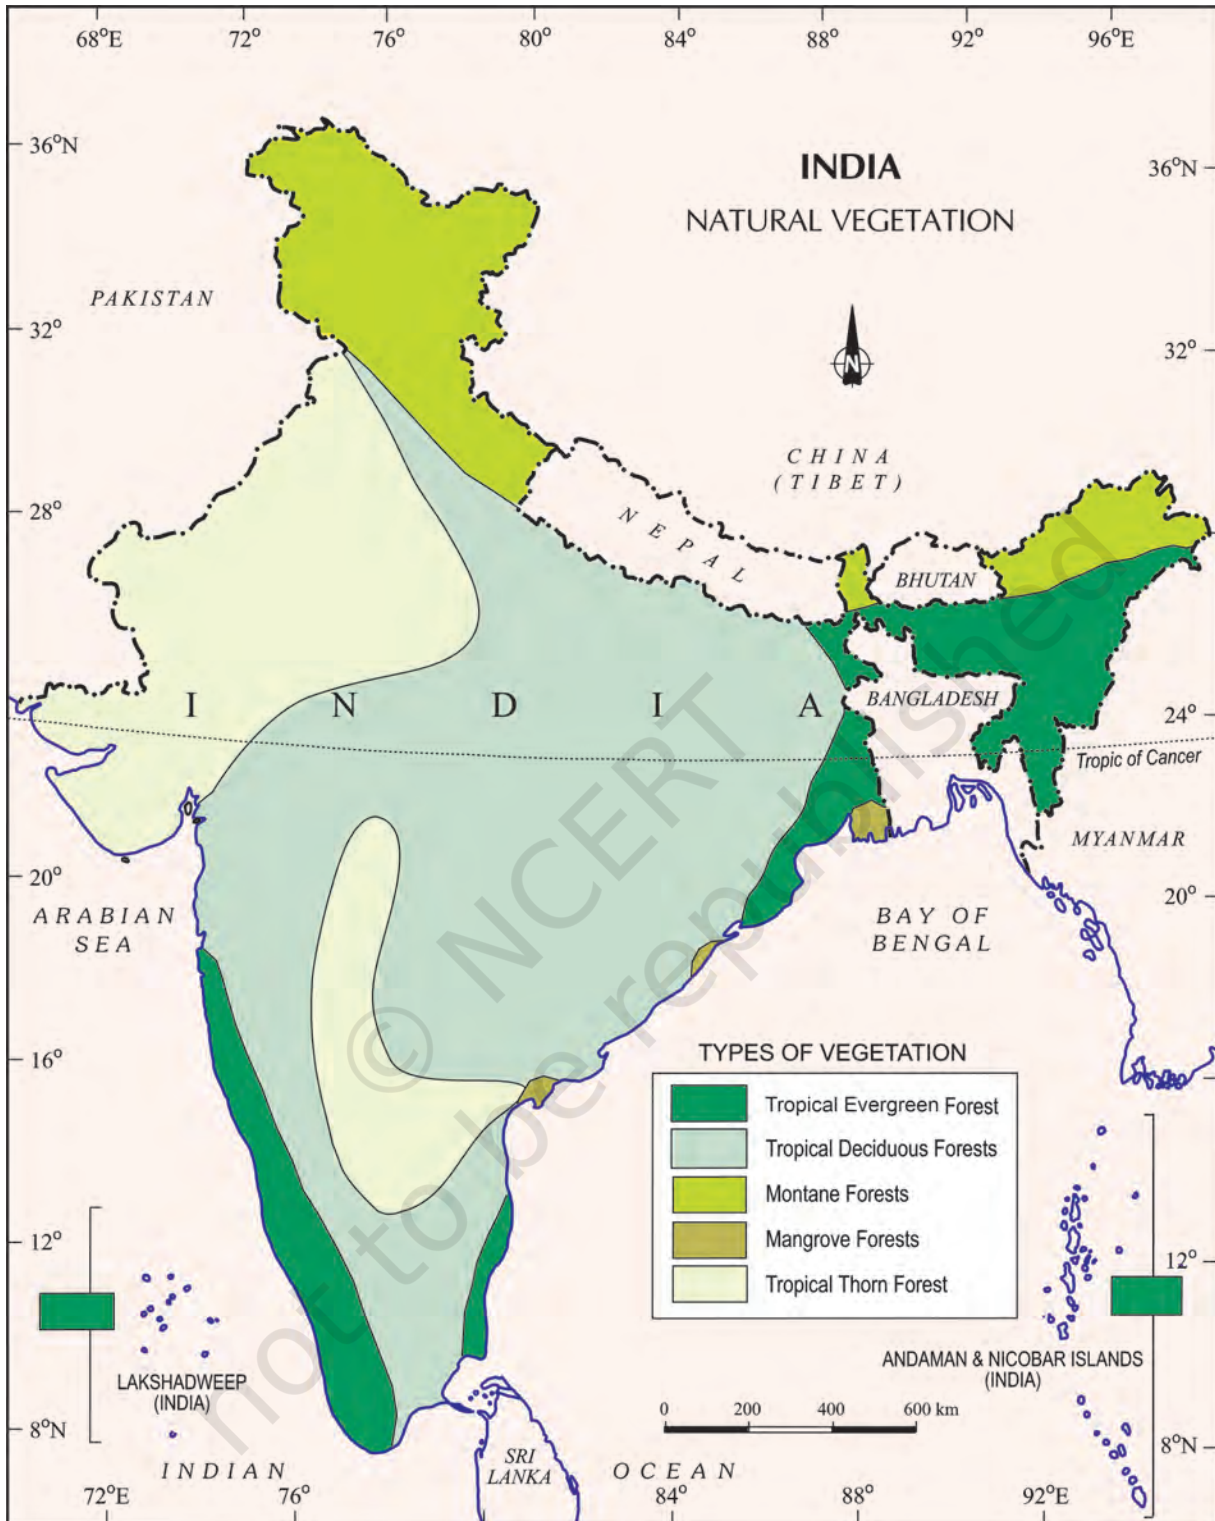 68°E 72° 76° 80° 84° 88° 92° 96°E
36°N
36°N
INDIA
NATURAL VEGETATION
PAKISTAN
32°
32°
N
CHINA
(TIBET)
28°
NEPAL
BHUTAN
BANGLADESH
INDIA
24°
Tropic of Cancer
MYANMAR
20°
20°
ARABIAN
SEA
BAY OF
BENGAL
© NCERT
not to be republished
16°
TYPES OF VEGETATION
Tropical Evergreen Forest
Tropical Deciduous Forests
Montane Forests
Mangrove Forests
Tropical Thorn Forest
12°
12°
LAKSHADWEEP
(INDIA)
ANDAMAN & NICOBAR ISLANDS
(INDIA)
0 200 400 600 km
8°N
8°N
SRI
LANKA
INDIAN OCEAN
72°E 76° 84° 88° 92°E